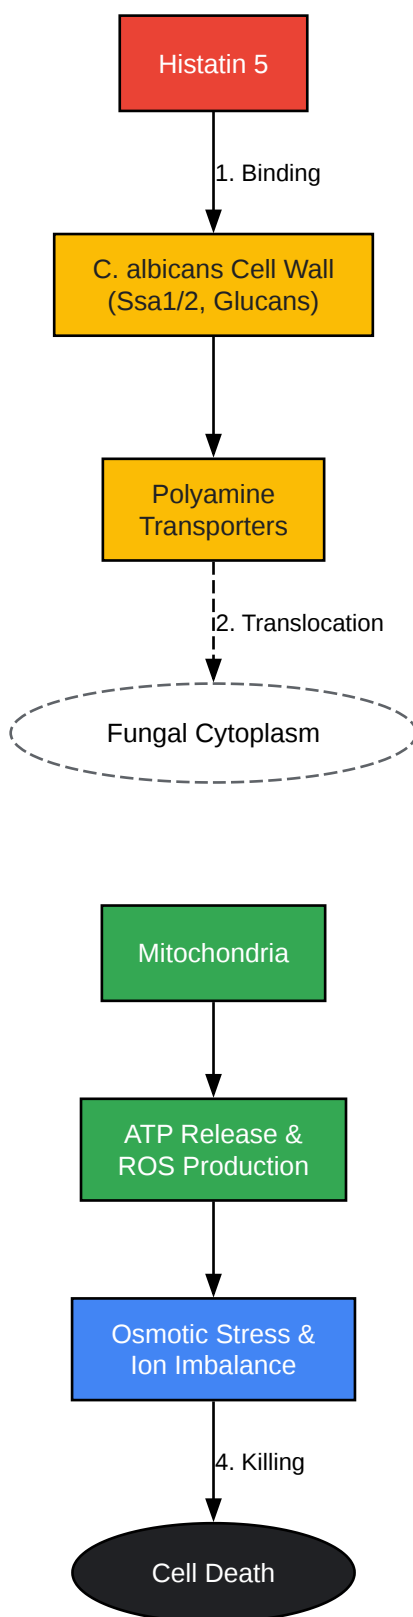 Histatin 5
1. Binding
C. albicans Cell Wall
(Ssa1/2, Glucans)
Polyamine
Transporters
2. Translocation
Fungal Cytoplasm
Mitochondria
ATP Release &
ROS Production
Osmotic Stress &
Ion Imbalance
4. Killing
Cell Death